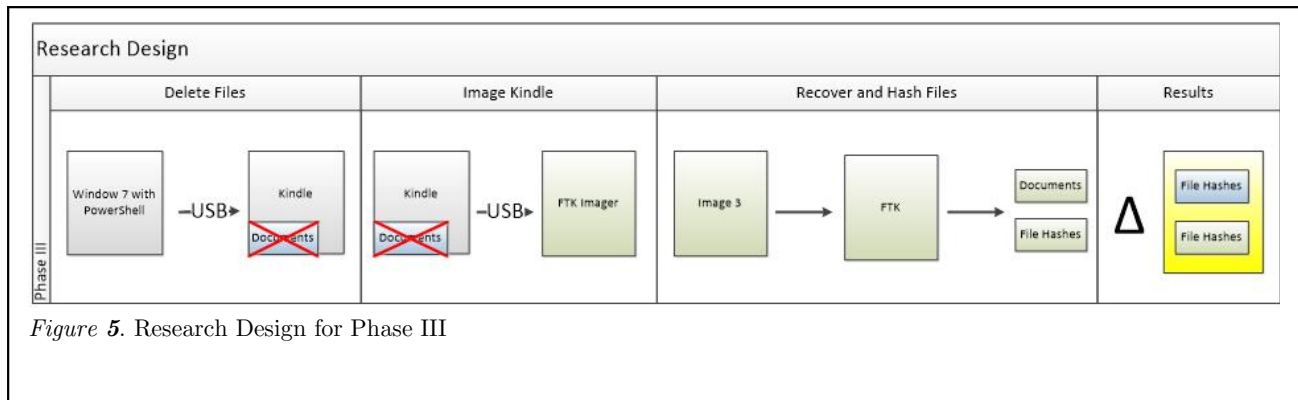 Research Design
Phase III
Delete Files
Image Kindle
Recover and Hash Files
Results
Window 7 with
PowerShell
USB
Kindle
Documents
Kindle
Documents
USB
FTK Imager
Image 3
FTK
Documents
File Hashes
Δ
File Hashes
File Hashes
Figure 5. Research Design for Phase III